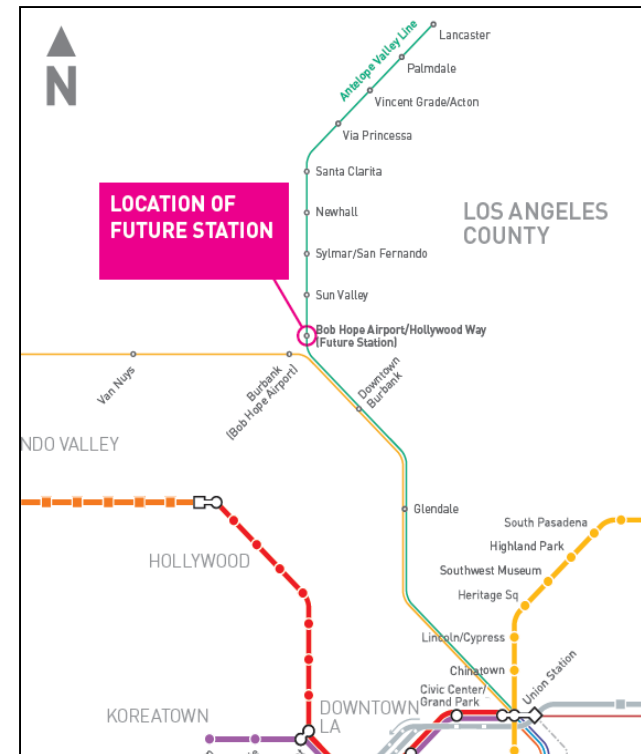 N
Antelope Valley Line
Lancaster
Palmdale
Vincent Grade/Acton
Via Princessa
Santa Clarita
LOCATION OF
FUTURE STATION
Newhall
LOS ANGELES
COUNTY
Sylmar/San Fernando
Sun Valley
Bob Hope Airport/Hollywood Way
(Future Station)
Van Nuys
Burbank
(Bob Hope Airport)
Downtown
Burbank
NDO VALLEY
Glendale
South Pasadena
Highland Park
Southwest Museum
HOLLYWOOD
Heritage Sq
Lincoln/Cypress
Chinatown
Union Station
Civic Center/
Grand Park
KOREATOWN
DOWNTOWN
LA